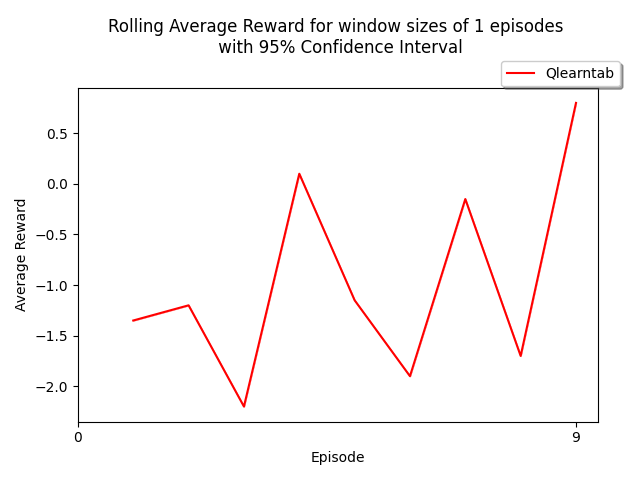 Rolling Average Reward for window sizes of 1 episodes
with 95% Confidence Interval
Qlearntab
0.5
0.0
−0.5
−1.0
−1.5
−2.0
Average Reward
0
9
Episode